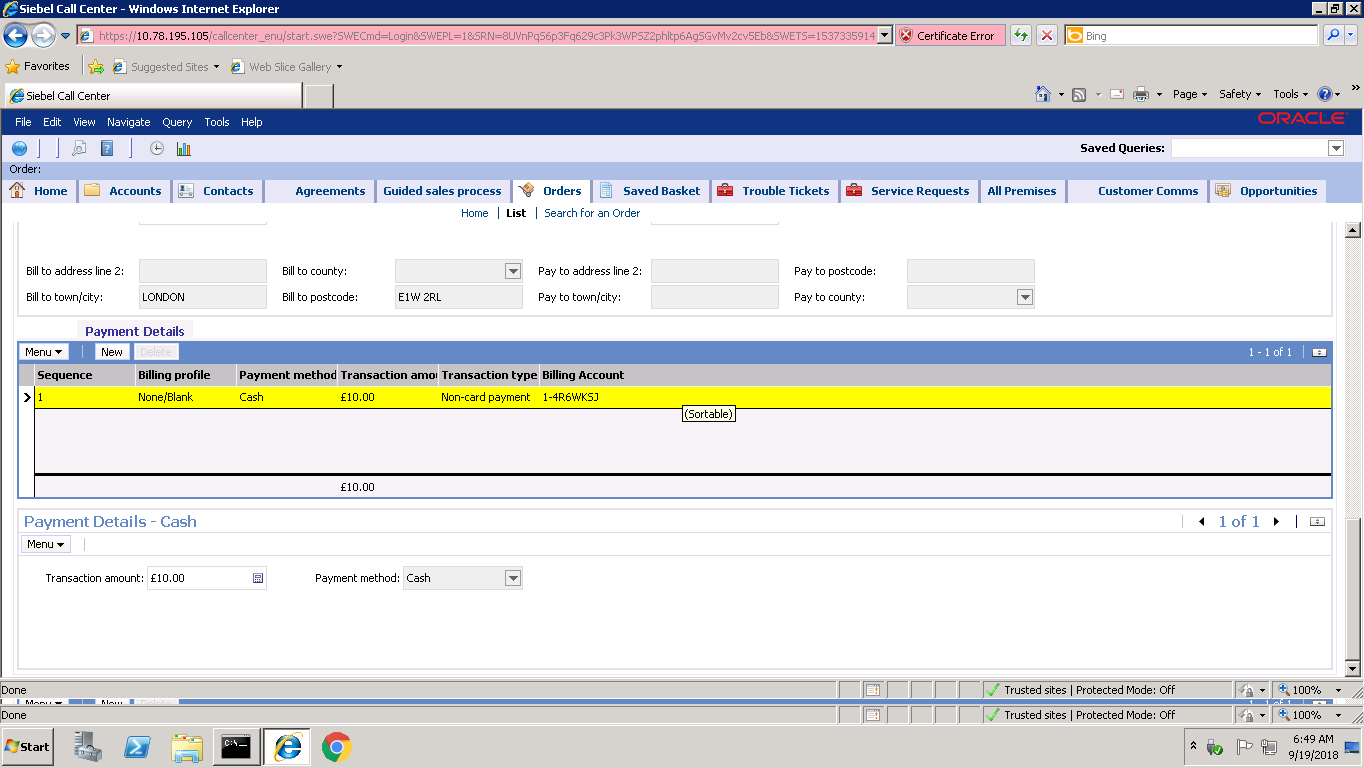 Siebel Call Center - Windows Internet Explorer
https://10.78.195.105/callcenter_enu/start.swe?SWECmd=Login&SWEPL=1&SRN=8UVnPqS6p3Fq629c3Pk3WPSZ2phltp6AgSGvMv2cv5Eb&SWETS=1537335914
Certificate Error
Bing
Favorites
Suggested Sites
Web Slice Gallery
Siebel Call Center
Page
Safety
Tools
»
File Edit View Navigate Query Tools Help
ORACLE
Saved Queries:
Order:
Home Accounts Contacts Agreements Guided sales process Orders Saved Basket Trouble Tickets Service Requests All Premises Customer Comms Opportunities
Home | List | Search for an Order
Bill to address line 2: Bill to county: Pay to address line 2: Pay to postcode:
Bill to town/city: LONDON Bill to postcode: E1W 2RL Pay to town/city: Pay to county:
Payment Details
Menu New Delete 1 - 1 of 1
Sequence Billing profile Payment method Transaction amou Transaction type Billing Account
1 None/Blank Cash £10.00 Non-card payment 1-4R6WKSJ
(Sortable)
£10.00
Payment Details - Cash 1 of 1
Menu
Transaction amount: £10.00 Payment method: Cash
Done Trusted sites | Protected Mode: Off 100%
Done Trusted sites | Protected Mode: Off 100%
Start
6:49 AM
9/19/2018